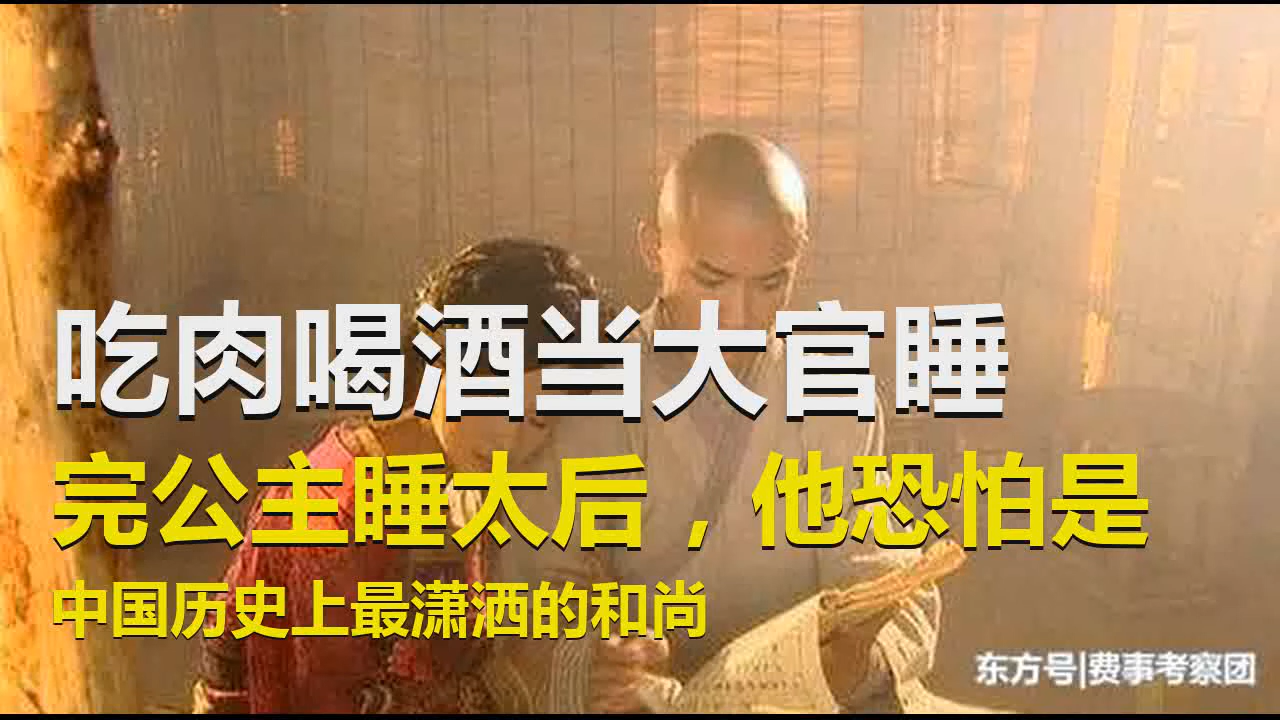 吃肉喝酒当大官睡
完公主睡太后，他恐怕是
中国历史上最潇洒的和尚
东方号|费事考察团